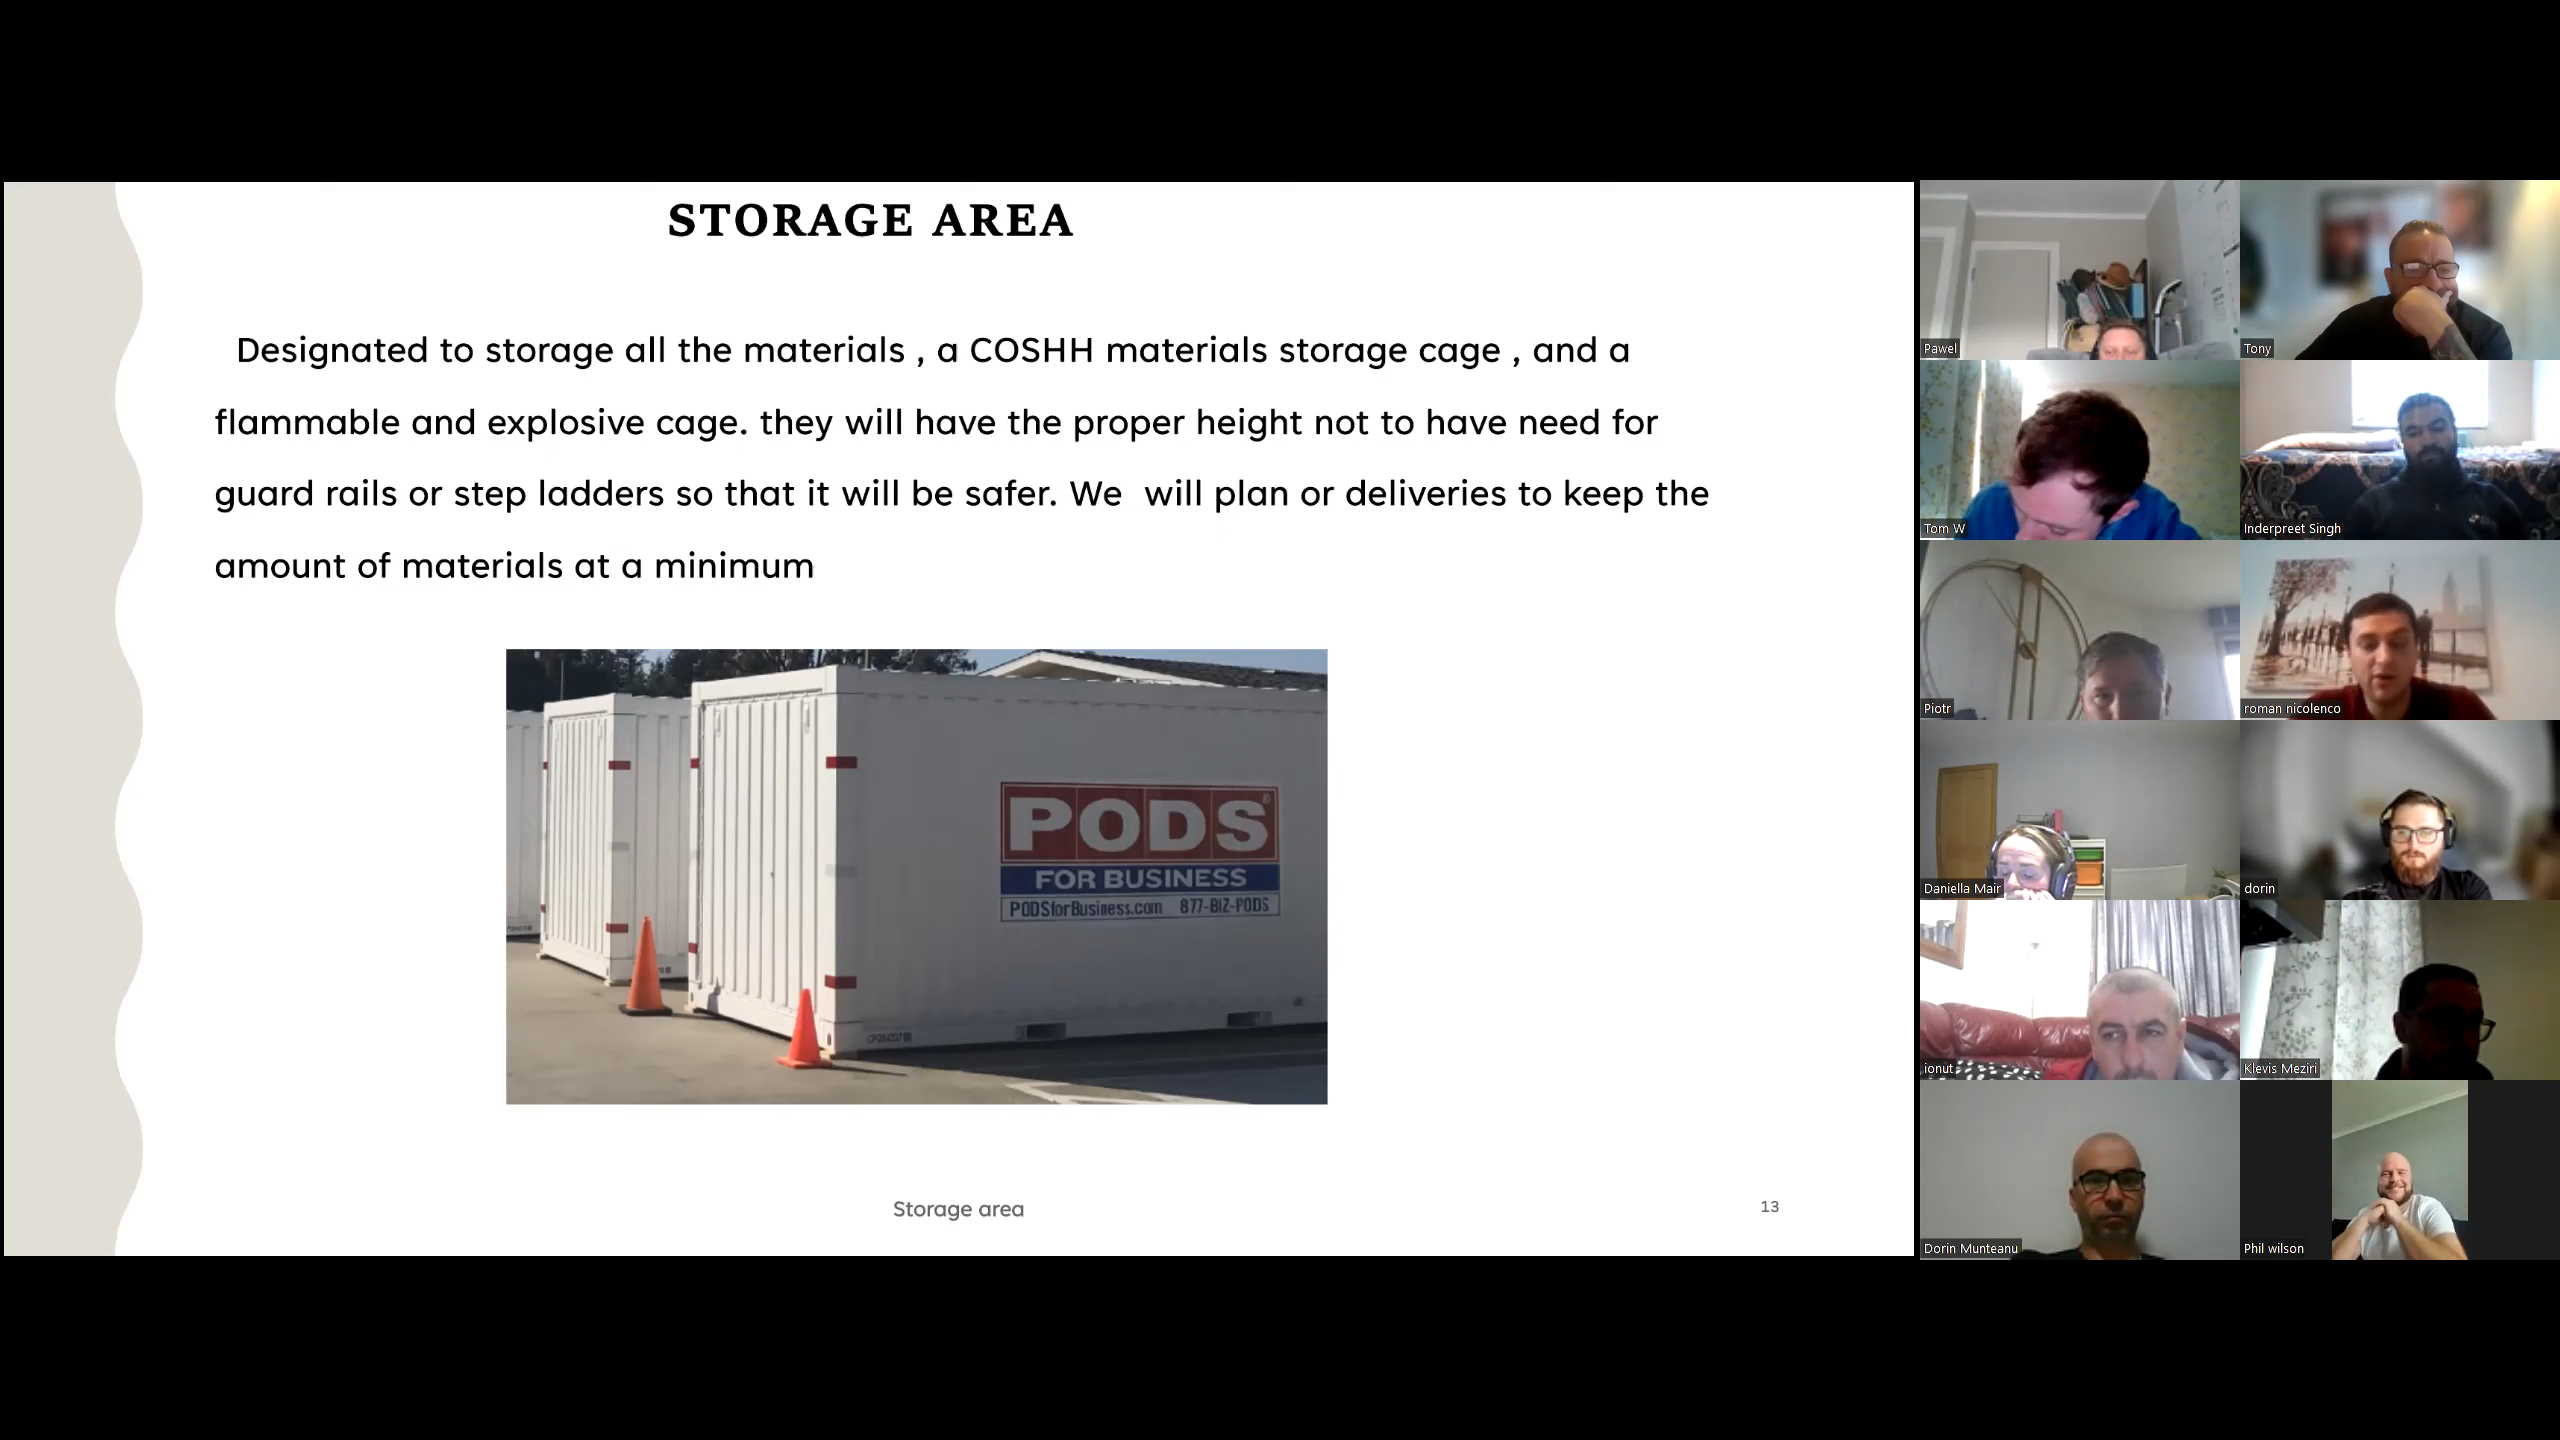 STORAGE AREA
Designated to storage all the materials , a COSHH materials storage cage , and a
flammable and explosive cage. they will have the proper height not to have need for
guard rails or step ladders so that it will be safer. We will plan or deliveries to keep the
amount of materials at a minimum
PODS®
FOR BUSINESS
PODSforBusiness.com 877-BIZ-PODS
Storage area
13
Pawel
Tony
Tom W
Inderpreet Singh
Piotr
roman nicolenco
Daniella Mair
dorin
ionut
Klevis Meziri
Dorin Munteanu
Phil wilson